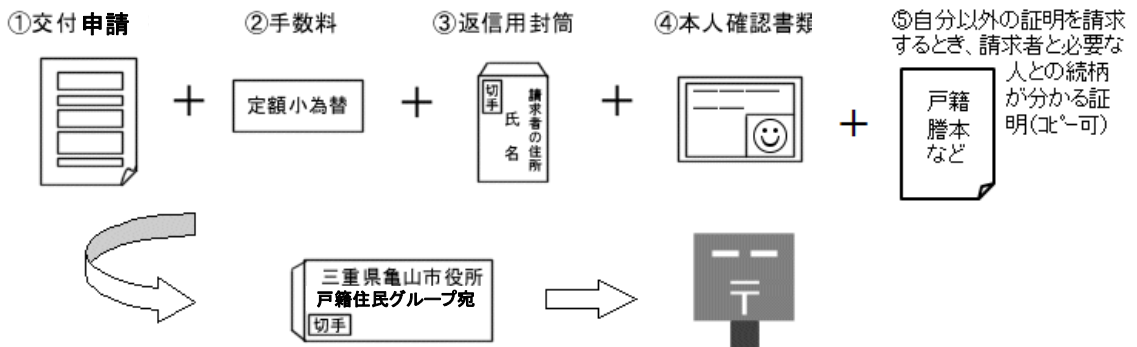 ①交付申請
②手数料
③返信用封筒
④本人確認書類
⑤自分以外の証明を請求
するとき、請求者と必要な
人との続柄
が分かる証
明(コピー可)
定額小為替
切手
請求者の住所
氏名
戸籍
謄本
など
三重県亀山市役所
戸籍住民グループ宛
切手
〒